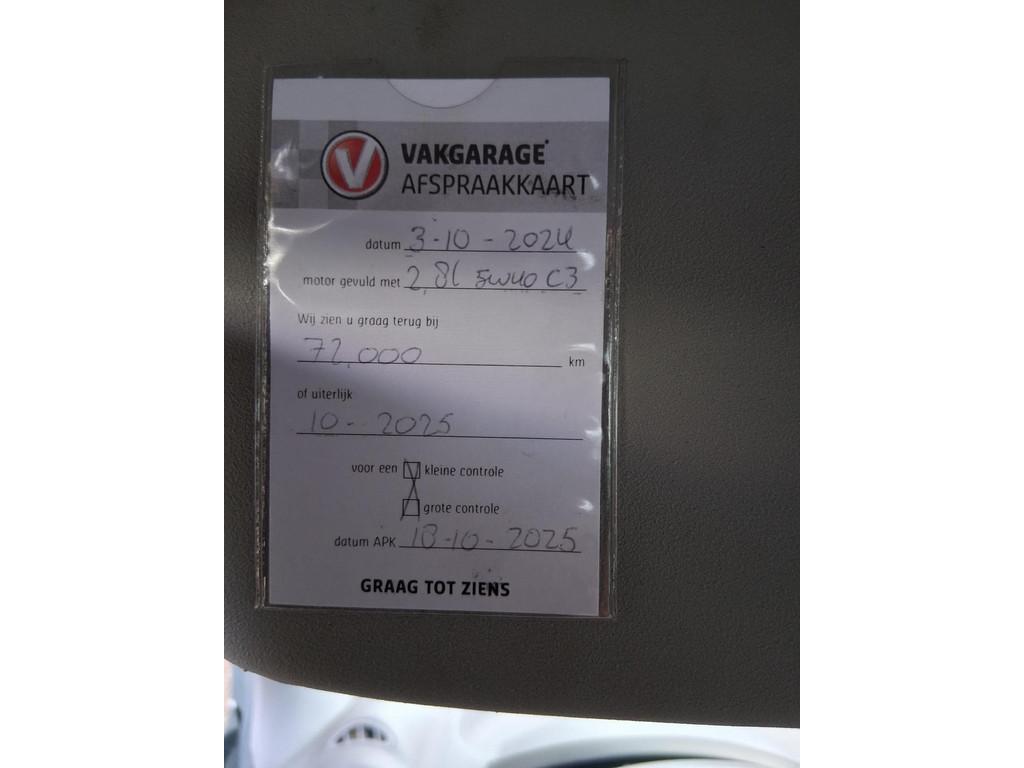 V VAKGARAGE
AFSPRAAKKAART
datum 3-10-2024
motor gevuld met 2,8l 5w40 C3
Wij zien u graag terug bij
72.000 km
of uiterlijk
10-2025
voor een kleine controle
grote controle
datum APK 18-10-2025
GRAAG TOT ZIENS